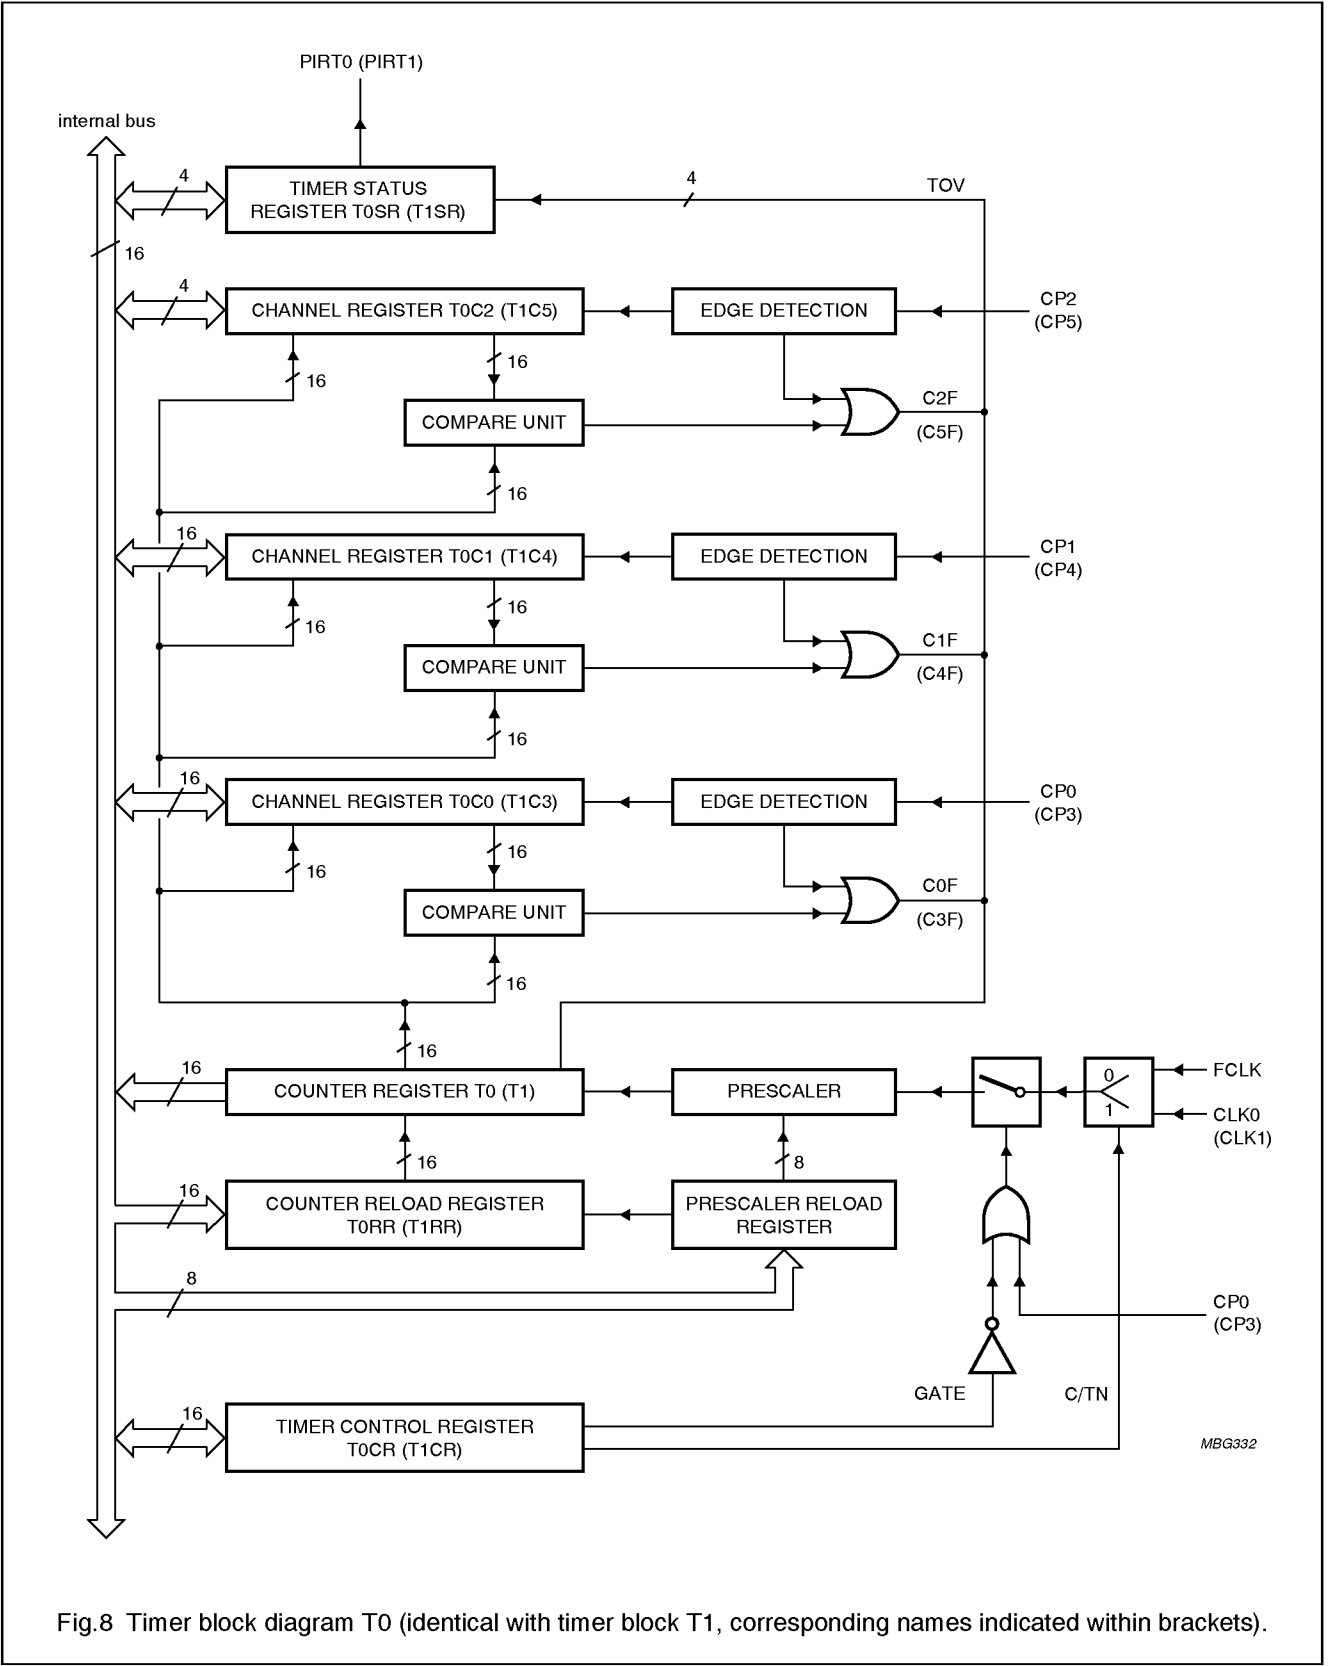 PIRT0 (PIRT1)
internal bus
4
TIMER STATUS
REGISTER T0SR (T1SR)
4
TOV
16
4
CHANNEL REGISTER T0C2 (T1C5)
EDGE DETECTION
CP2
(CP5)
16
16
COMPARE UNIT
C2F
(C5F)
16
16
CHANNEL REGISTER T0C1 (T1C4)
EDGE DETECTION
CP1
(CP4)
16
16
COMPARE UNIT
C1F
(C4F)
16
16
CHANNEL REGISTER T0C0 (T1C3)
EDGE DETECTION
CP0
(CP3)
16
16
COMPARE UNIT
C0F
(C3F)
16
16
16
COUNTER REGISTER T0 (T1)
PRESCALER
0
1
FCLK
CLK0
(CLK1)
16
8
16
COUNTER RELOAD REGISTER
T0RR (T1RR)
PRESCALER RELOAD
REGISTER
8
CP0
(CP3)
GATE
C/TN
16
TIMER CONTROL REGISTER
T0CR (T1CR)
MBG332
Fig.8 Timer block diagram T0 (identical with timer block T1, corresponding names indicated within brackets).